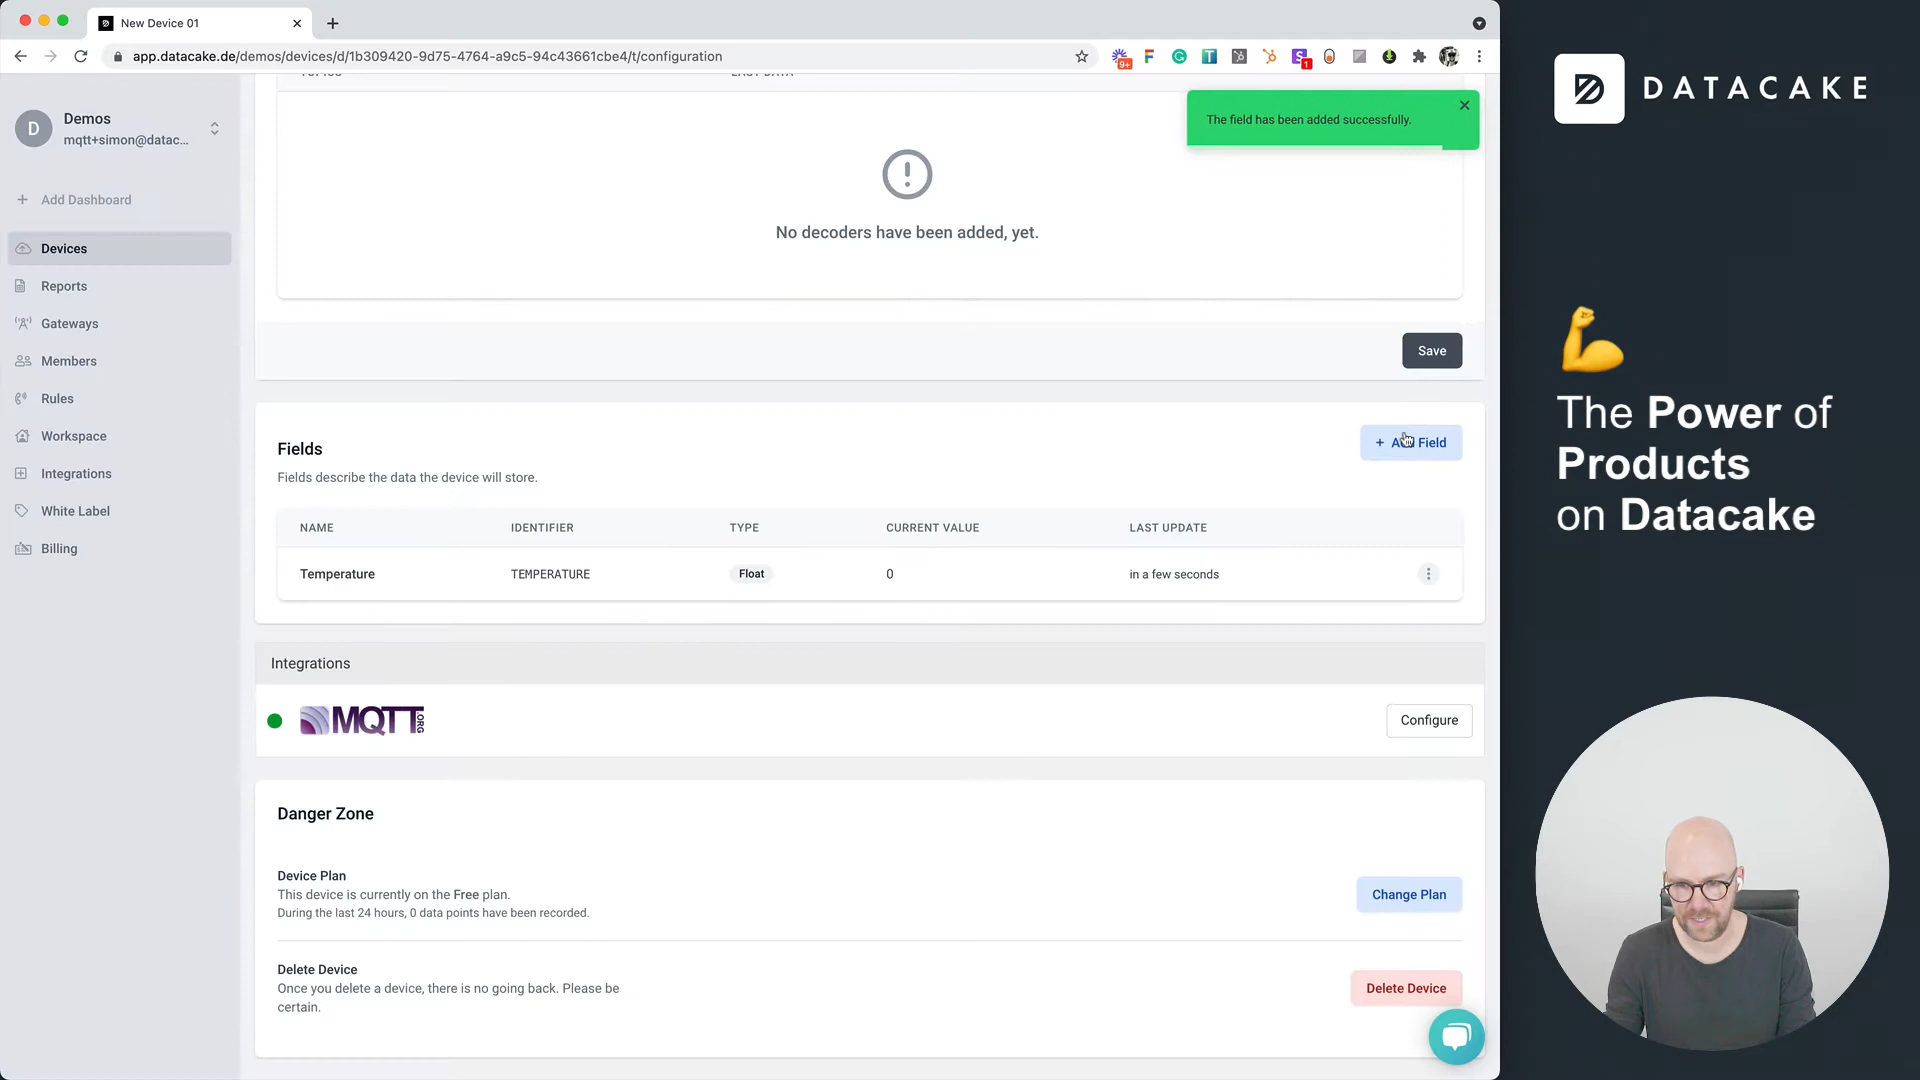 New Device 01
app.datacake.de/demos/devices/d/1b309420-9d75-4764-a9c5-94c43661cbe4/t/configuration
9+
1
DATACAKE
D
Demos
mqtt+simon@datac...
Add Dashboard
Devices
Reports
Gateways
Members
Rules
Workspace
Integrations
White Label
Billing
The field has been added successfully.
No decoders have been added, yet.
Save
Fields
+ Add Field
Fields describe the data the device will store.
NAME IDENTIFIER TYPE CURRENT VALUE LAST UPDATE
Temperature TEMPERATURE Float 0 in a few seconds
Integrations
MQTT.ORG
Configure
Danger Zone
Device Plan
This device is currently on the Free plan.
During the last 24 hours, 0 data points have been recorded.
Change Plan
Delete Device
Once you delete a device, there is no going back. Please be
certain.
Delete Device
The Power of
Products
on Datacake